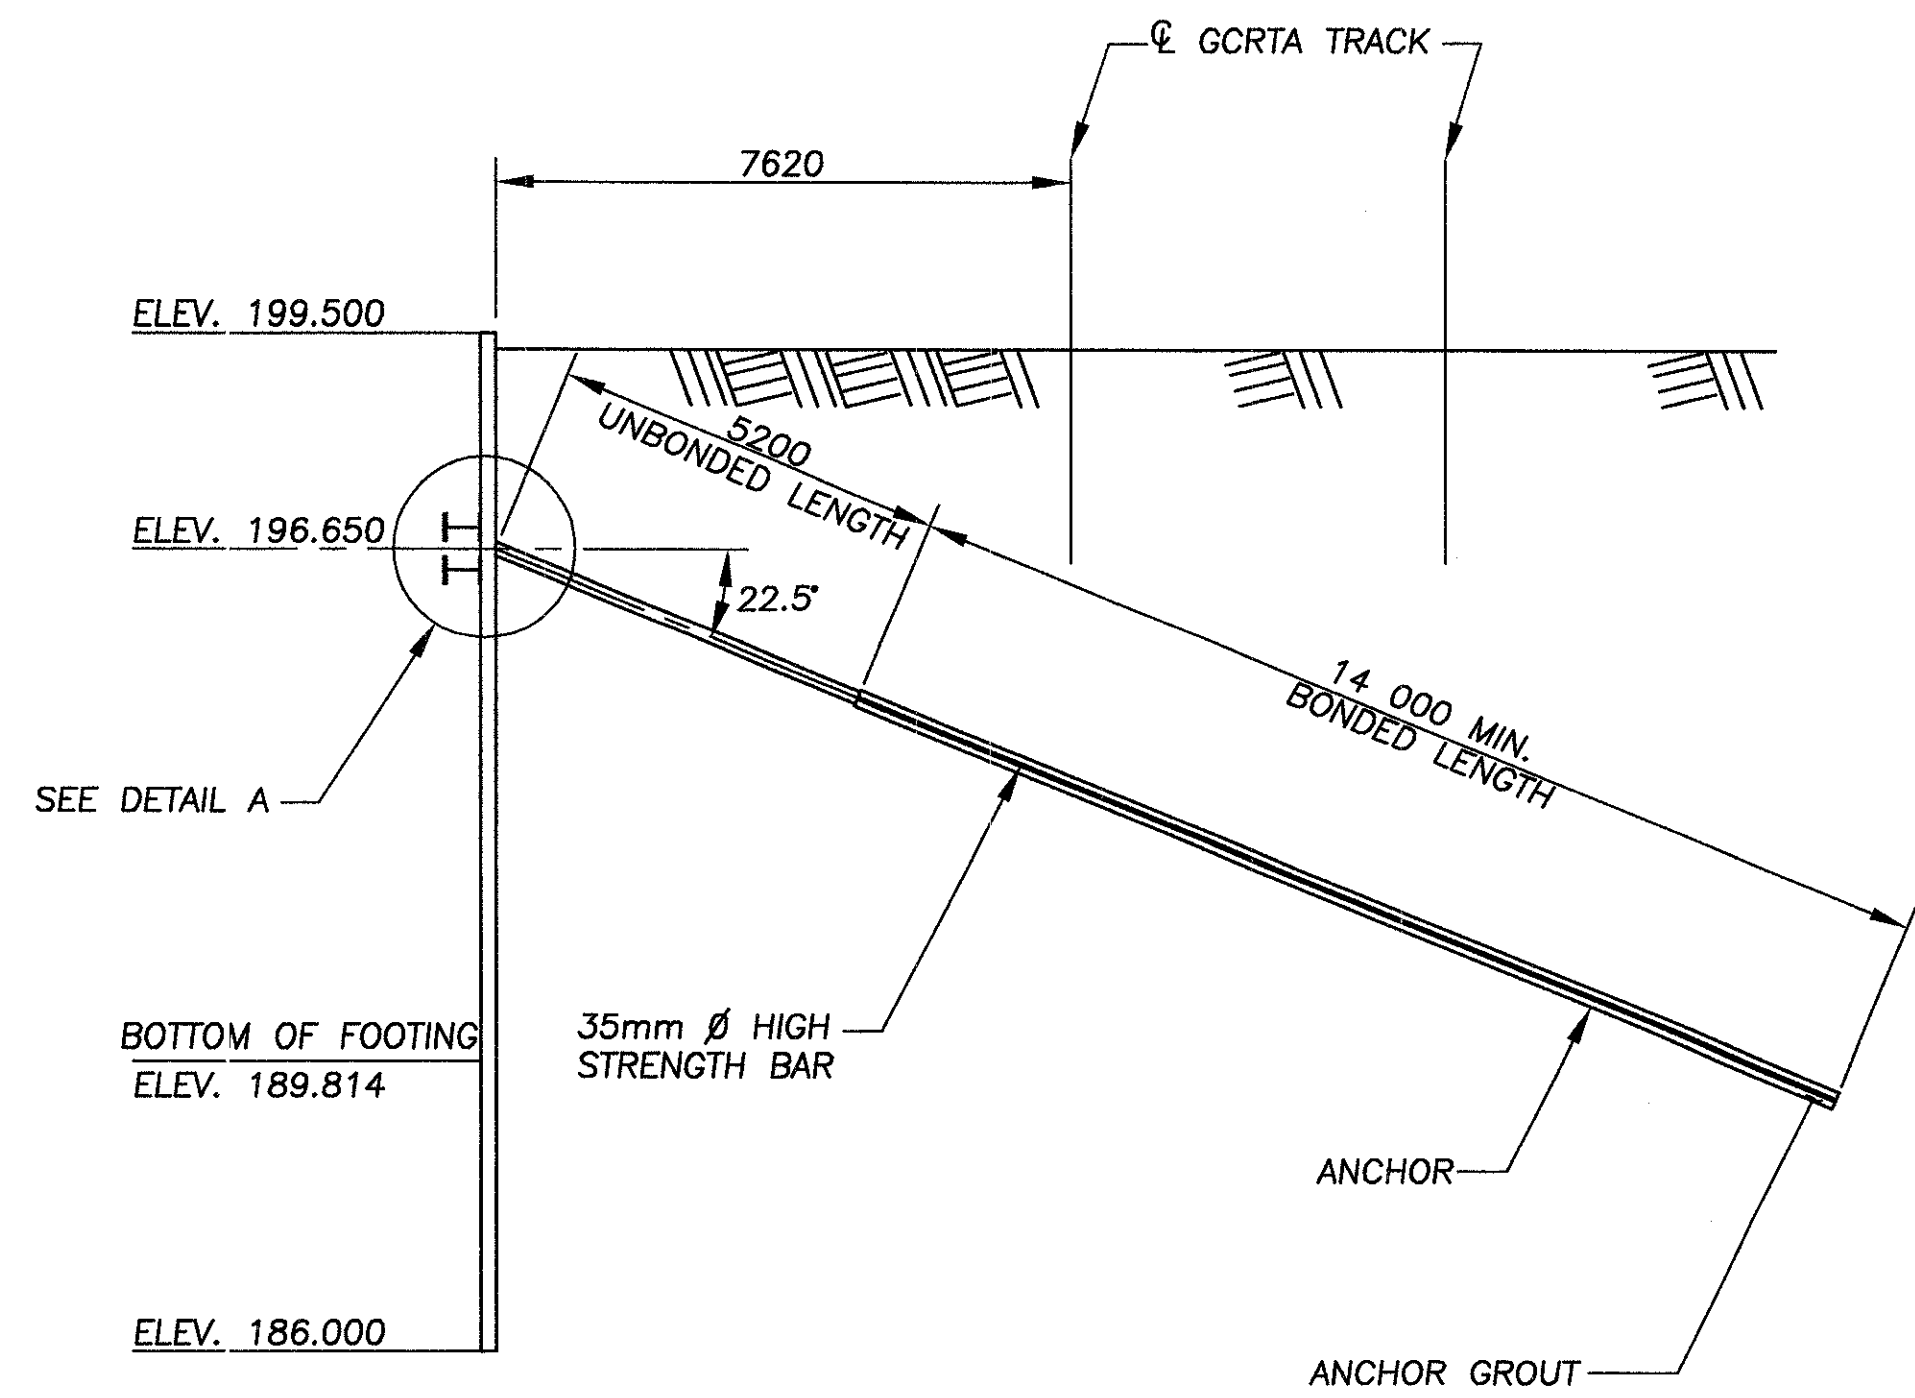 ℄ GCRTA TRACK
7620
ELEV. 199.500
5200
UNBONDED LENGTH
ELEV. 196.650
22.5°
14 000 MIN.
BONDED LENGTH
SEE DETAIL A
35mm Ø HIGH
STRENGTH BAR
BOTTOM OF FOOTING
ELEV. 189.814
ANCHOR
ELEV. 186.000
ANCHOR GROUT